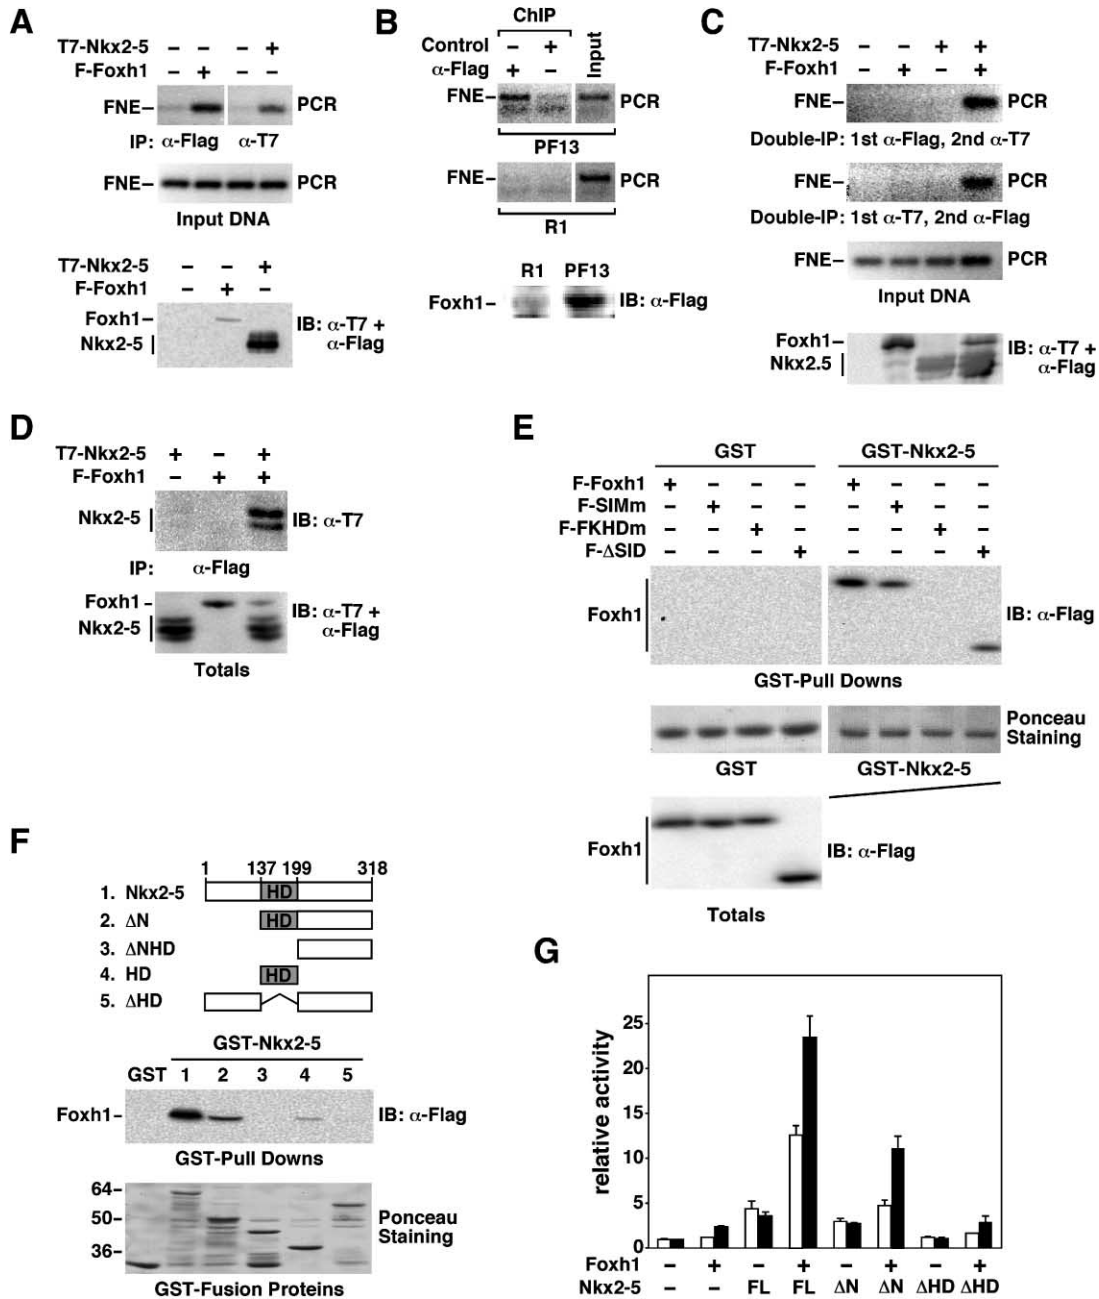 A
T7-Nkx2-5 – – – +
F-Foxh1 – + – –
FNE– PCR
IP: α-Flag α-T7
FNE– PCR
Input DNA
T7-Nkx2-5 – – +
F-Foxh1 – + –
Foxh1–
Nkx2-5
IB: α-T7 +
α-Flag
B
ChIP
Control – +
α-Flag + –
Input
FNE– PCR
PF13
FNE– PCR
R1
R1 PF13
Foxh1– IB: α-Flag
C
T7-Nkx2-5 – – + +
F-Foxh1 – + – +
FNE– PCR
Double-IP: 1st α-Flag, 2nd α-T7
FNE– PCR
Double-IP: 1st α-T7, 2nd α-Flag
FNE– PCR
Input DNA
Foxh1–
Nkx2.5
IB: α-T7 +
α-Flag
D
T7-Nkx2-5 + – +
F-Foxh1 – + +
Nkx2-5 IB: α-T7
IP: α-Flag
Foxh1 –
Nkx2-5
IB: α-T7 +
α-Flag
Totals
E
GST GST-Nkx2-5
F-Foxh1 + – – – + – – –
F-SIMm – + – – – + – –
F-FKHDm – – + – – – + –
F-ΔSID – – – + – – – +
Foxh1 IB: α-Flag
GST-Pull Downs
Ponceau
Staining
GST GST-Nkx2-5
Foxh1 IB: α-Flag
Totals
F
1 137 199 318
1. Nkx2-5 HD
2. ΔN HD
3. ΔNHD
4. HD HD
5. ΔHD
GST-Nkx2-5
GST 1 2 3 4 5
Foxh1– IB: α-Flag
GST-Pull Downs
64–
50–
36–
Ponceau
Staining
GST-Fusion Proteins
G
relative activity
25
20
15
10
5
0
Foxh1 – + – + – + – +
Nkx2-5 – – FL FL ΔN ΔN ΔHD ΔHD